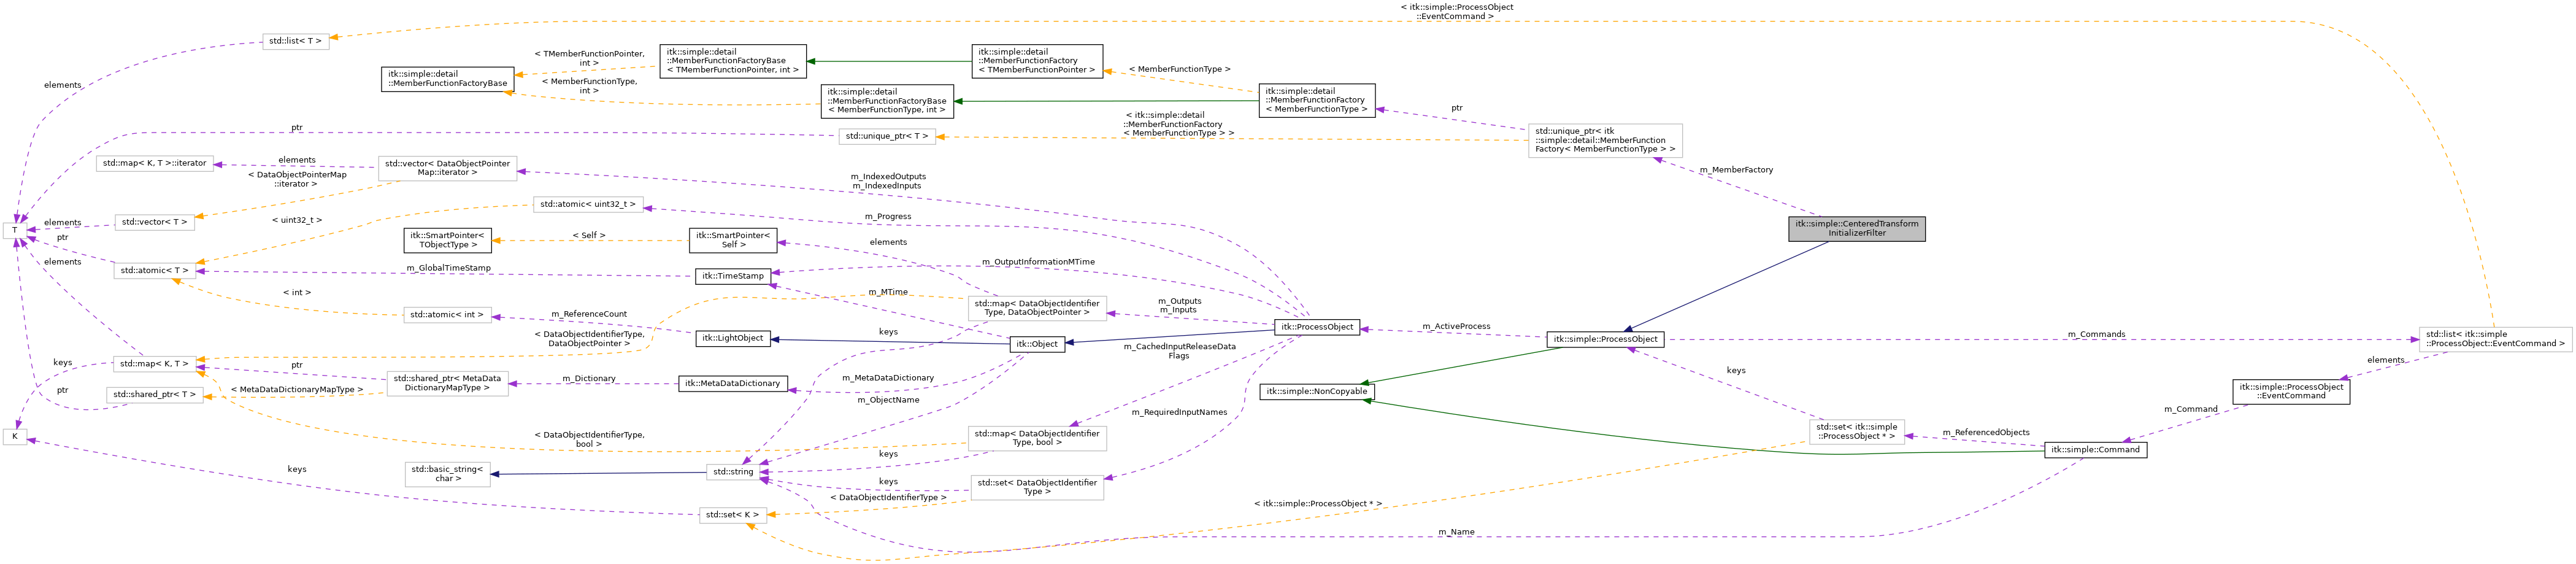 < itk::simple::ProcessObject
::EventCommand >
std::list< T >
itk::simple::detail
::MemberFunctionFactoryBase
< TMemberFunctionPointer,
int >
itk::simple::detail
::MemberFunctionFactoryBase
< TMemberFunctionPointer, int >
itk::simple::detail
::MemberFunctionFactory
< TMemberFunctionPointer >
< MemberFunctionType >
< MemberFunctionType,
int >
itk::simple::detail
::MemberFunctionFactoryBase
< MemberFunctionType, int >
itk::simple::detail
::MemberFunctionFactory
< MemberFunctionType >
elements
ptr
ptr
std::unique_ptr< T >
< itk::simple::detail
::MemberFunctionFactory
< MemberFunctionType > >
std::unique_ptr< itk
::simple::detail::MemberFunction
Factory< MemberFunctionType > >
std::map< K, T >::iterator
elements
std::vector< DataObjectPointer
Map::iterator >
< DataObjectPointerMap
::iterator >
m_IndexedOutputs
m_IndexedInputs
m_MemberFactory
std::atomic< uint32_t >
m_Progress
T
elements
std::vector< T >
< uint32_t >
itk::simple::CenteredTransform
InitializerFilter
ptr
itk::SmartPointer<
TObjectType >
< Self >
itk::SmartPointer<
Self >
elements
elements
std::atomic< T >
m_GlobalTimeStamp
itk::TimeStamp
m_OutputInformationMTime
< int >
m_MTime
std::map< DataObjectIdentifier
Type, DataObjectPointer >
m_Outputs
m_Inputs
std::atomic< int >
m_ReferenceCount
itk::LightObject
keys
itk::Object
itk::ProcessObject
m_ActiveProcess
itk::simple::ProcessObject
m_Commands
std::list< itk::simple
::ProcessObject::EventCommand >
< DataObjectIdentifierType,
DataObjectPointer >
m_CachedInputReleaseData
Flags
keys
std::map< K, T >
ptr
std::shared_ptr< MetaData
DictionaryMapType >
m_Dictionary
itk::MetaDataDictionary
m_MetaDataDictionary
keys
elements
ptr
std::shared_ptr< T >
< MetaDataDictionaryMapType >
m_ObjectName
itk::simple::NonCopyable
itk::simple::ProcessObject
::EventCommand
m_RequiredInputNames
m_Command
K
< DataObjectIdentifierType,
bool >
std::map< DataObjectIdentifier
Type, bool >
std::set< itk::simple
::ProcessObject * >
m_ReferencedObjects
itk::simple::Command
keys
std::basic_string<
char >
std::string
keys
keys
std::set< DataObjectIdentifier
Type >
< DataObjectIdentifierType >
< itk::simple::ProcessObject * >
std::set< K >
m_Name